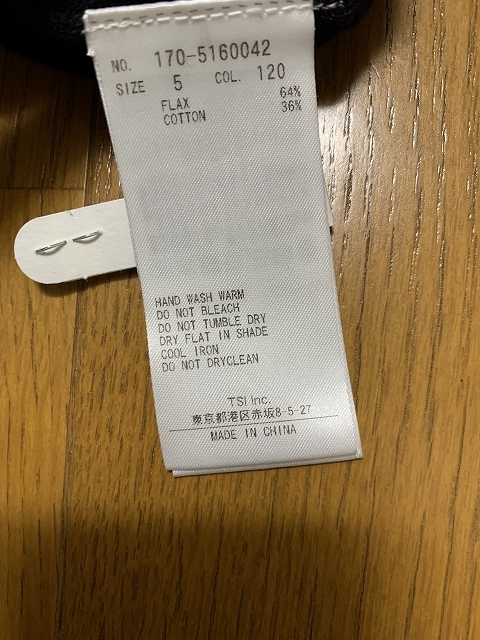 NO. 170-5160042
SIZE 5 COL. 120
FLAX 64%
COTTON 36%
HAND WASH WARM
DO NOT BLEACH
DO NOT TUMBLE DRY
DRY FLAT IN SHADE
COOL IRON
DO NOT DRYCLEAN
TSI Inc.
東京都港区赤坂8-5-27
MADE IN CHINA